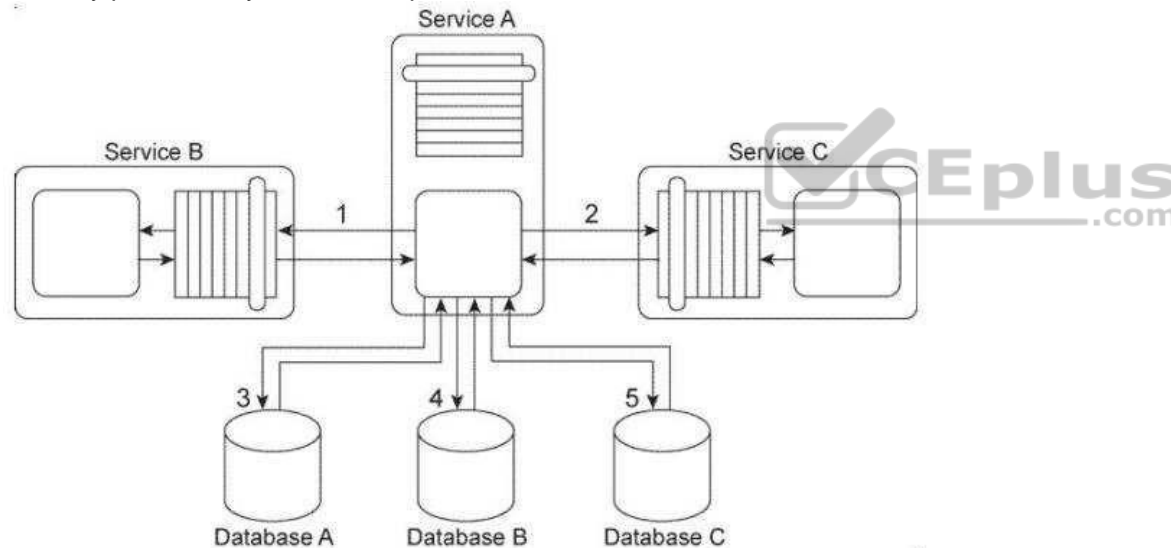 Service A
Service B
Service C
CEplus
.com
1
2
3
4
5
Database A
Database B
Database C